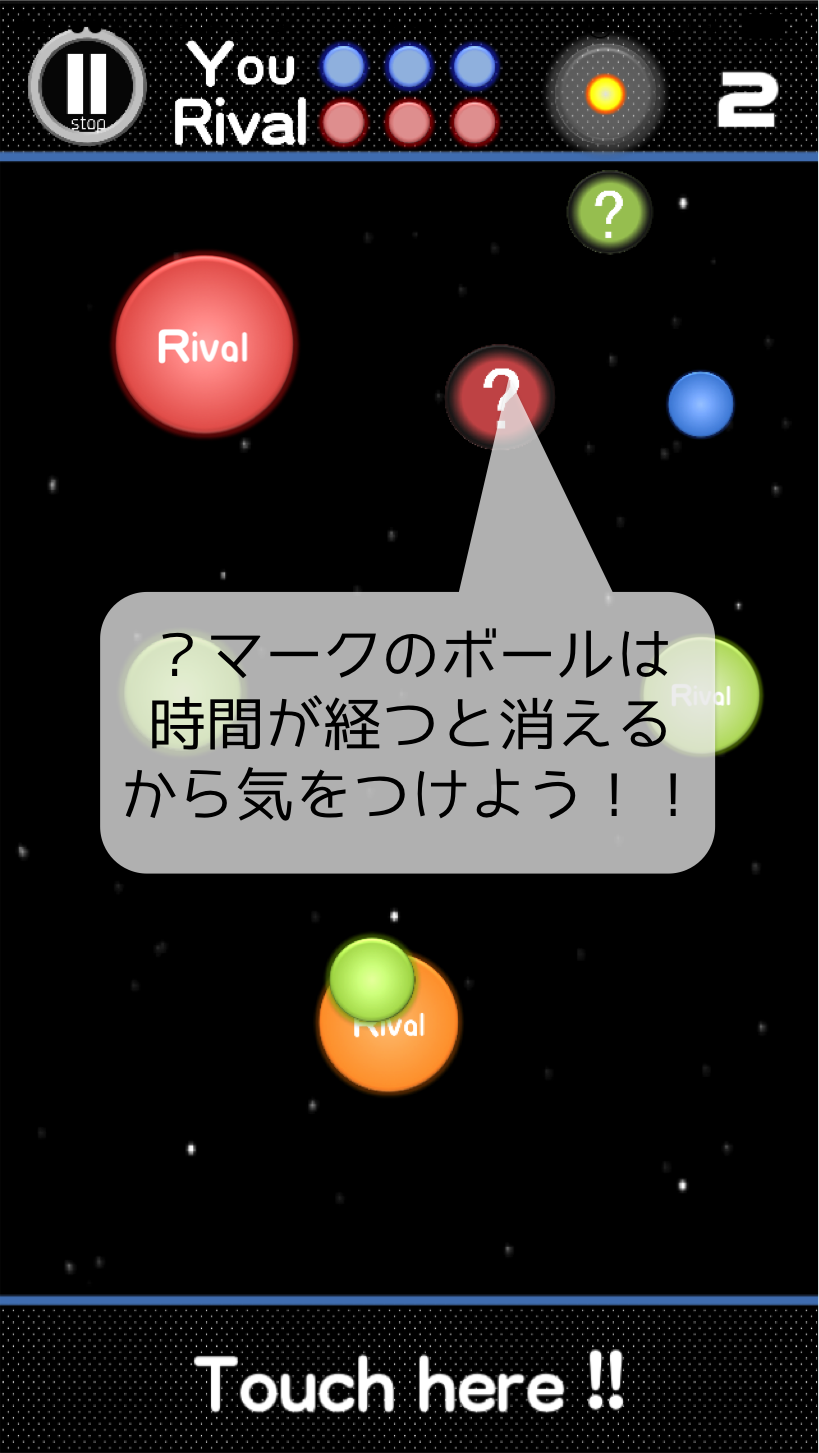 You
Rival
stop
2
?
Rival
?
？マークのボールは
時間が経つと消える
から気をつけよう！！
Rival
Rival
Touch here !!